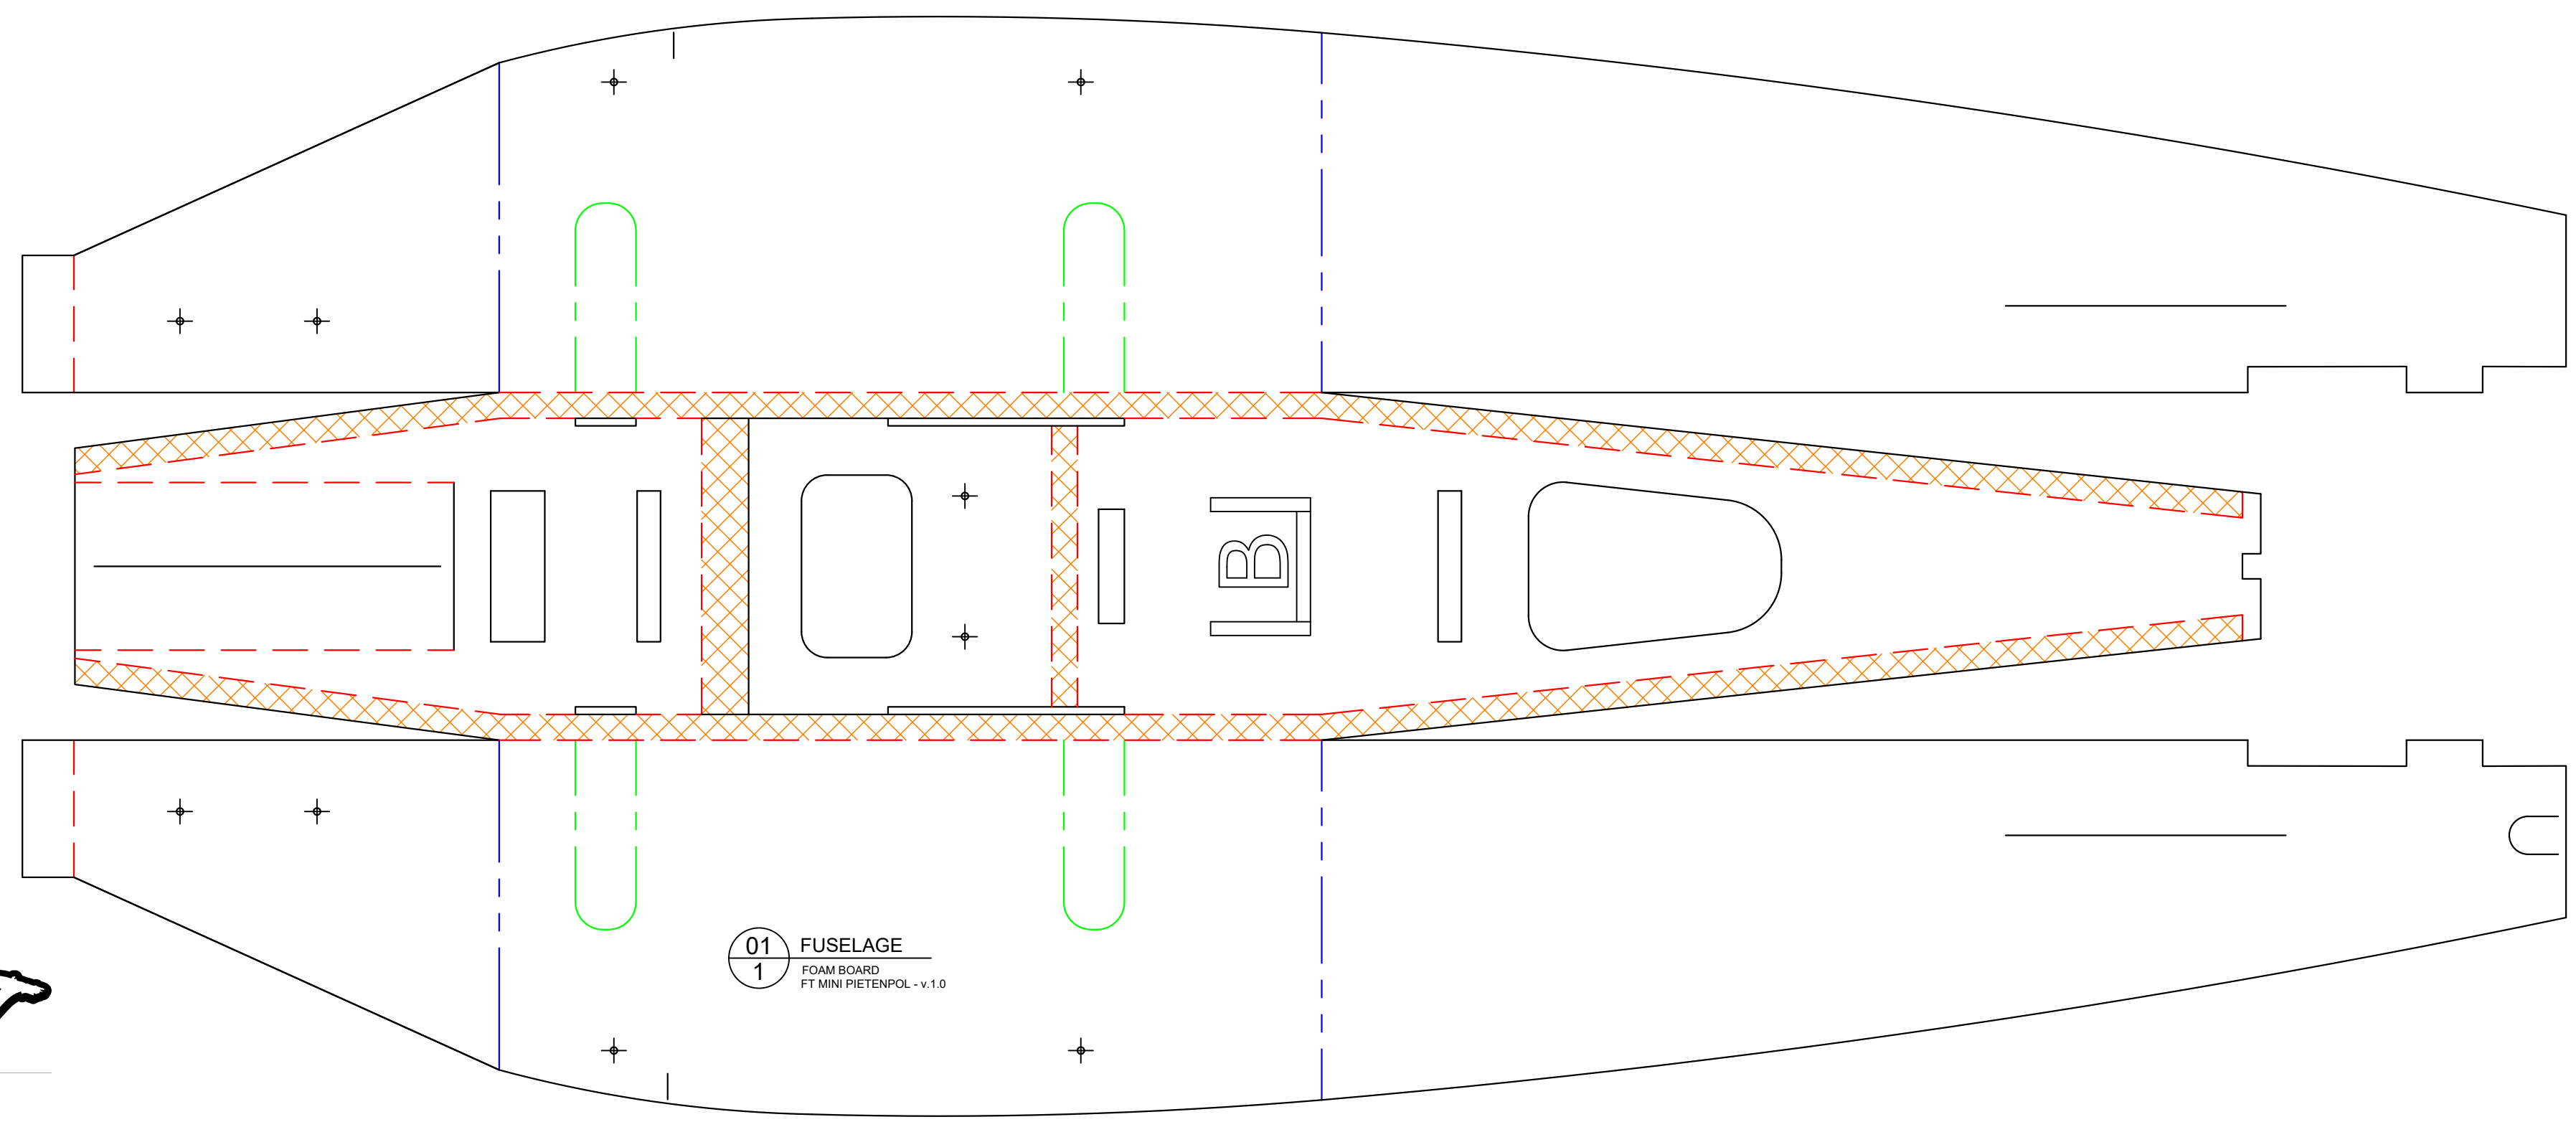 B
01
1
FUSELAGE
FOAM BOARD
FT MINI PIETENPOL - v.1.0